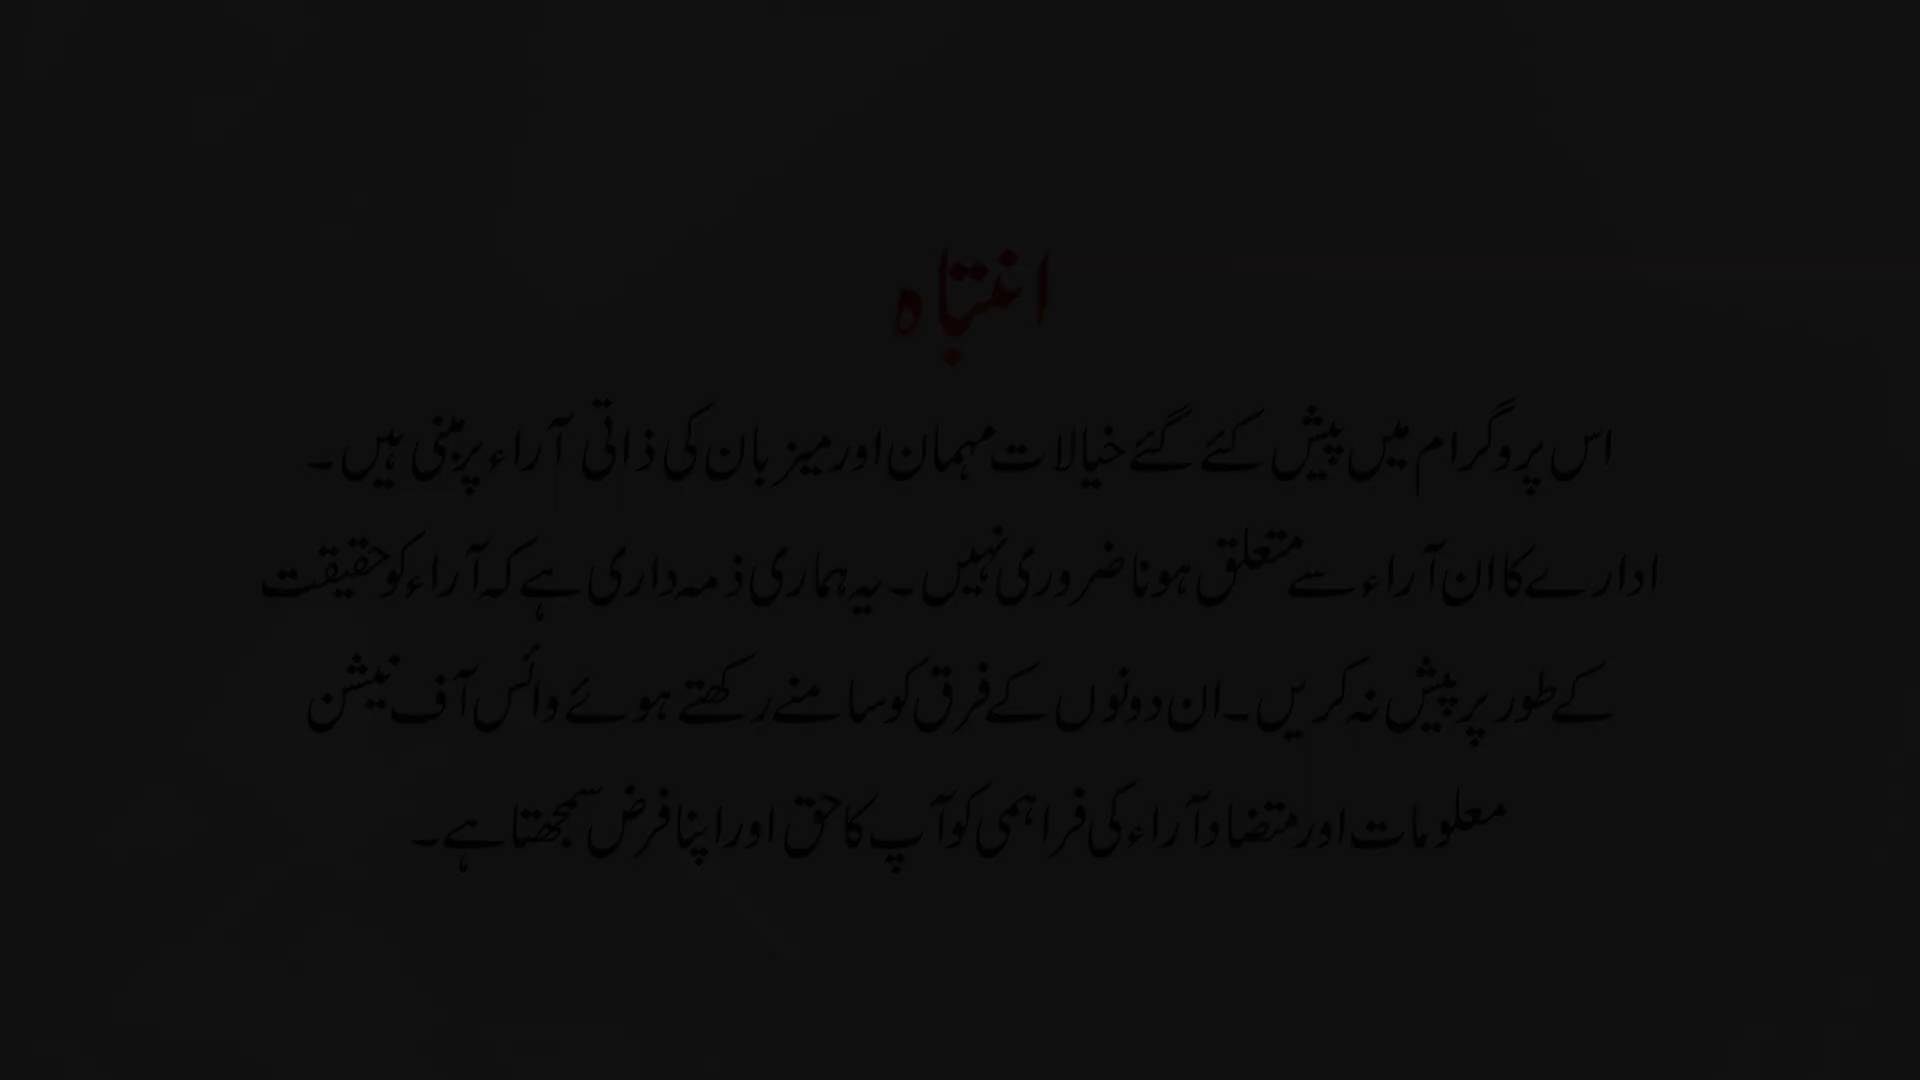 انتباہ
اس پروگرام میں پیش کئے گئے خیالات مہمان اور میزبان کی ذاتی آراء پر مبنی ہیں۔
ادارے کا ان آراء سے متعلق ہونا ضروری نہیں۔ یہ ہماری ذمہ داری ہے کہ آراء کو حقیقت
کے طور پر پیش نہ کریں۔ ان دونوں کے فرق کو سامنے رکھتے ہوئے وائس آف نیشن
معلومات اور متضاد آراء کی فراہمی کو آپ کا حق اور اپنا فرض سمجھتا ہے۔